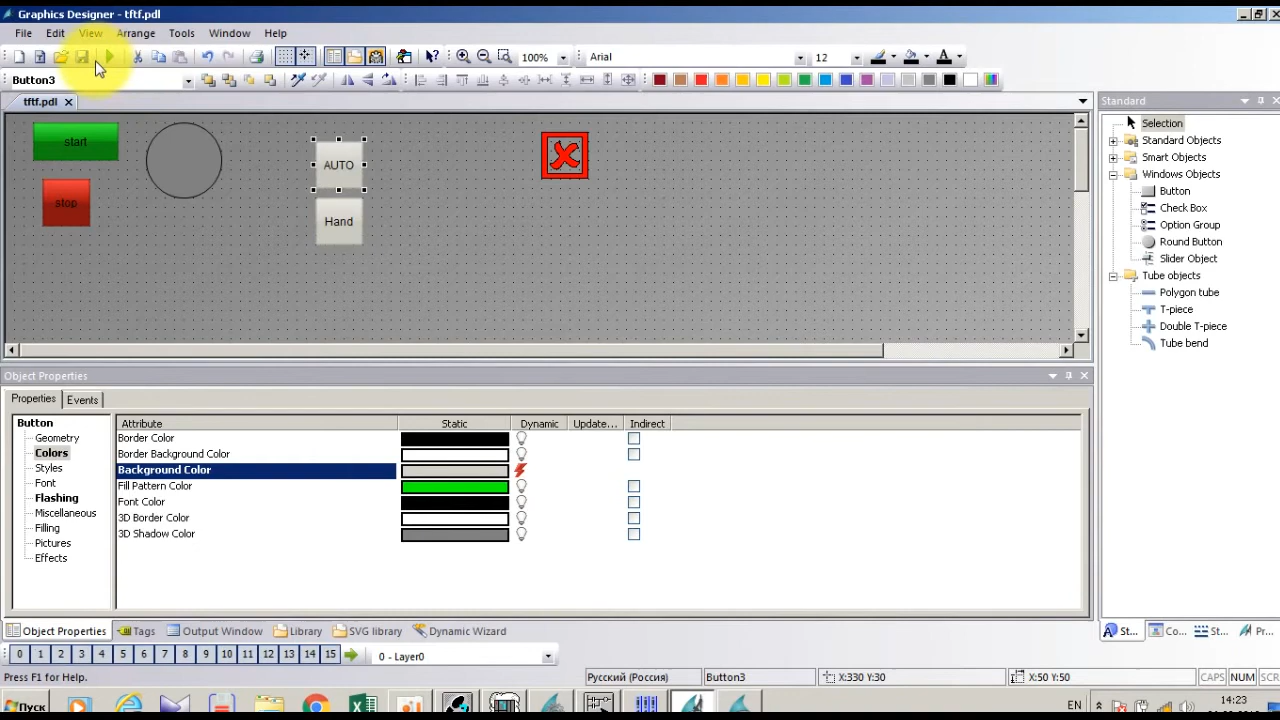 Graphics Designer - tftf.pdl
File Edit View Arrange Tools Window Help
100% Arial 12
Button3
tftf.pdl
Standard
start
stop
AUTO
Hand
Selection
Standard Objects
Smart Objects
Windows Objects
Button
Check Box
Option Group
Round Button
Slider Object
Tube objects
Polygon tube
T-piece
Double T-piece
Tube bend
Object Properties
Properties Events
Button
Geometry
Colors
Styles
Font
Flashing
Miscellaneous
Filling
Pictures
Effects
Attribute Static Dynamic Update... Indirect
Border Color
Border Background Color
Background Color
Fill Pattern Color
Font Color
3D Border Color
3D Shadow Color
Object Properties Tags Output Window Library SVG library Dynamic Wizard
St... Co... St... Pr...
0 1 2 3 4 5 6 7 8 9 10 11 12 13 14 15 0 - Layer0
Press F1 for Help. Русский (Россия) Button3 X:330 Y:30 X:50 Y:50 CAPS NUM SCR
Пуск EN 14:23